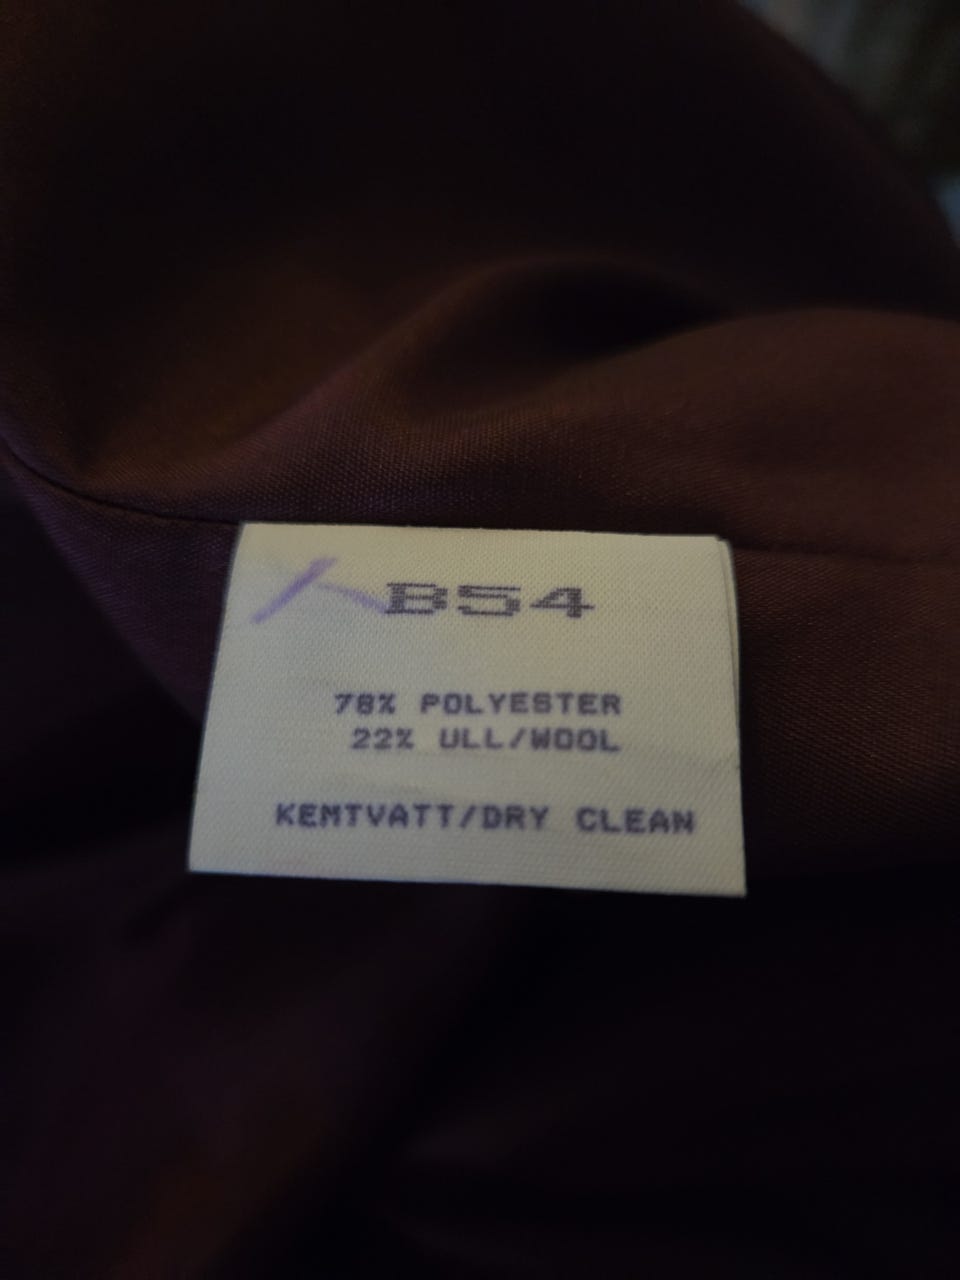 B54
78% POLYESTER
22% ULL/WOOL
KEMTVATT/DRY CLEAN